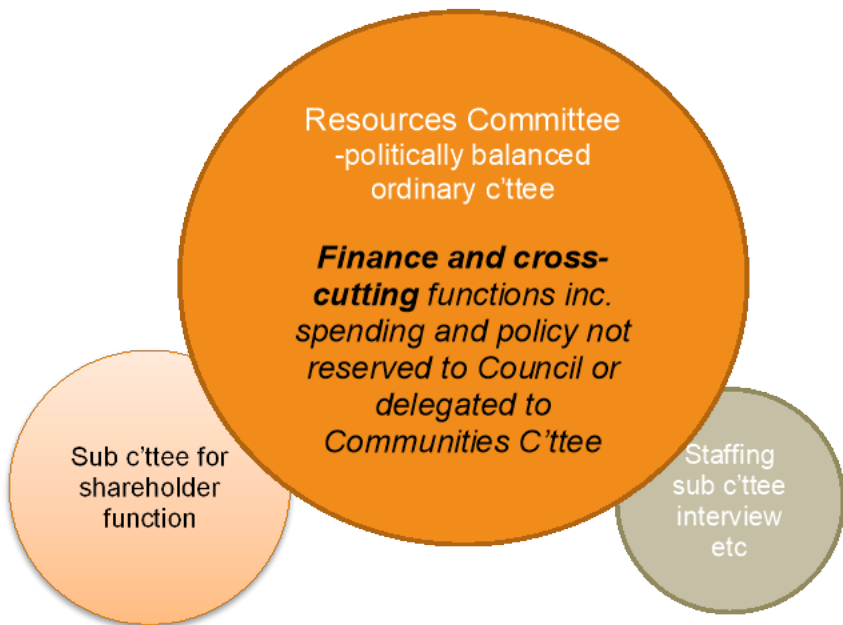 Resources Committee
-politically balanced
ordinary c'ttee
Finance and cross-
cutting functions inc.
spending and policy not
reserved to Council or
delegated to
Communities C'ttee
Sub c'ttee for
shareholder
function
Staffing
sub c'ttee
interview
etc